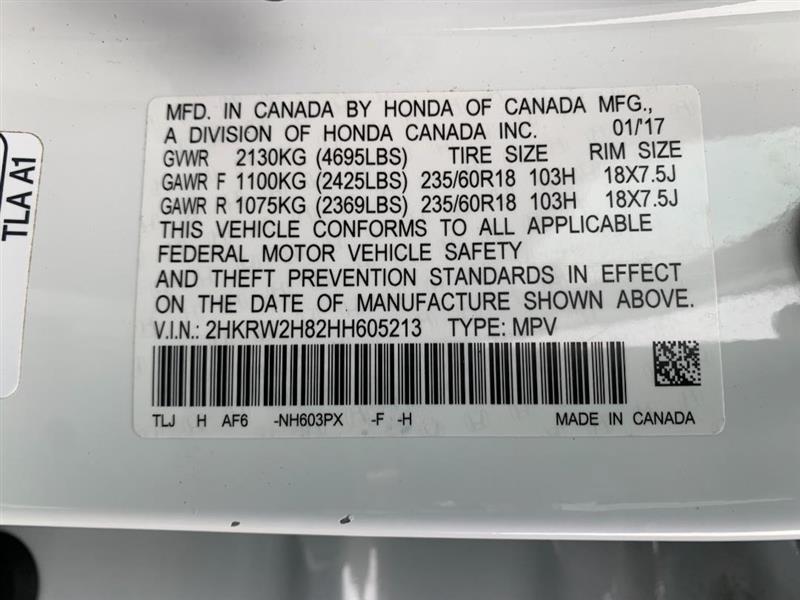 MFD. IN CANADA BY HONDA OF CANADA MFG.,
A DIVISION OF HONDA CANADA INC. 01/'17
GVWR 2130KG (4695LBS) TIRE SIZE RIM SIZE
GAWR F 1100KG (2425LBS) 235/60R18 103H 18X7.5J
GAWR R 1075KG (2369LBS) 235/60R18 103H 18X7.5J
THIS VEHICLE CONFORMS TO ALL APPLICABLE
FEDERAL MOTOR VEHICLE SAFETY
AND THEFT PREVENTION STANDARDS IN EFFECT
ON THE DATE OF MANUFACTURE SHOWN ABOVE.
V.I.N.: 2HKRW2H82HH605213 TYPE: MPV
TLJ H AF6 -NH603PX -F -H MADE IN CANADA
TLA A1